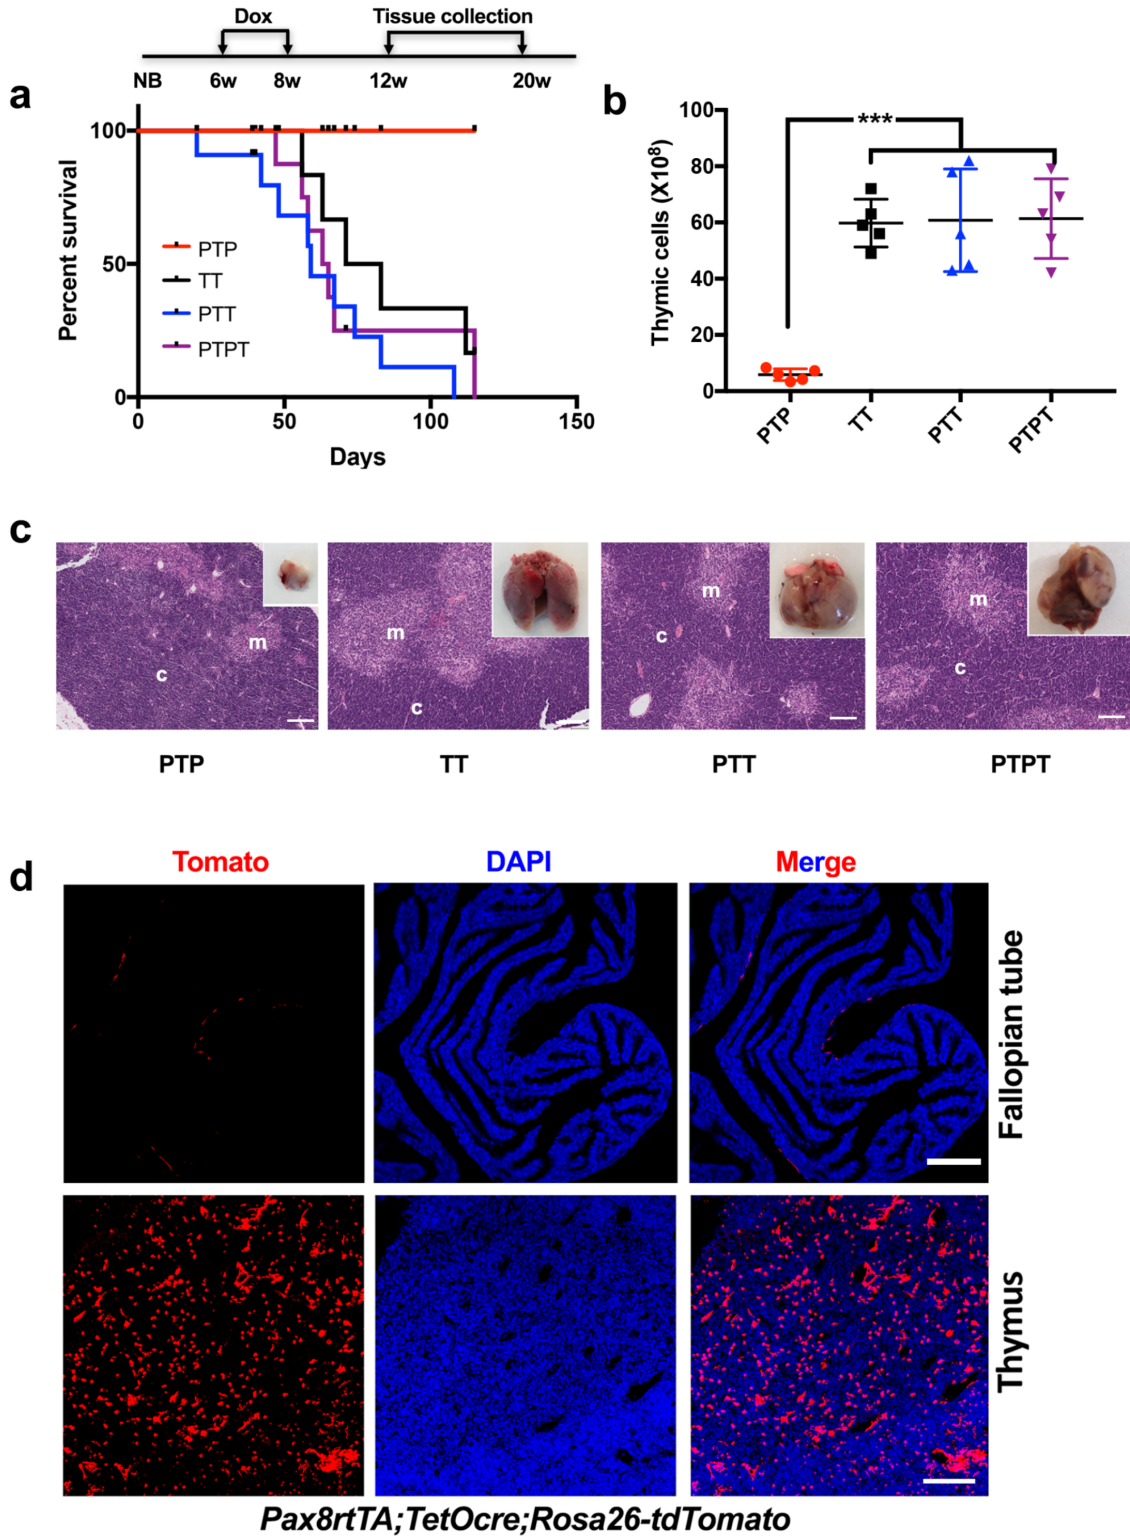 Dox
Tissue collection
NB 6w 8w 12w 20w
a
Percent survival
100
50
0
0 50 100 150
Days
PTP
TT
PTT
PTPT
b
Thymic cells (X10⁸)
100
80
60
40
20
0
***
PTP TT PTT PTPT
c
m c
m c
m c
m c
PTP TT PTT PTPT
d
Tomato DAPI Merge
Fallopian tube
Thymus
Pax8rtTA;TetOcre;Rosa26-tdTomato